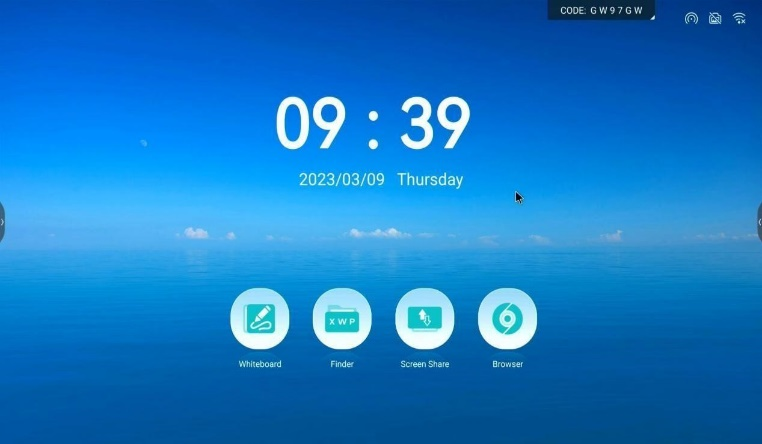 CODE: G W 9 7 G W
09 : 39
2023/03/09 Thursday
X W P
Whiteboard Finder Screen Share Browser